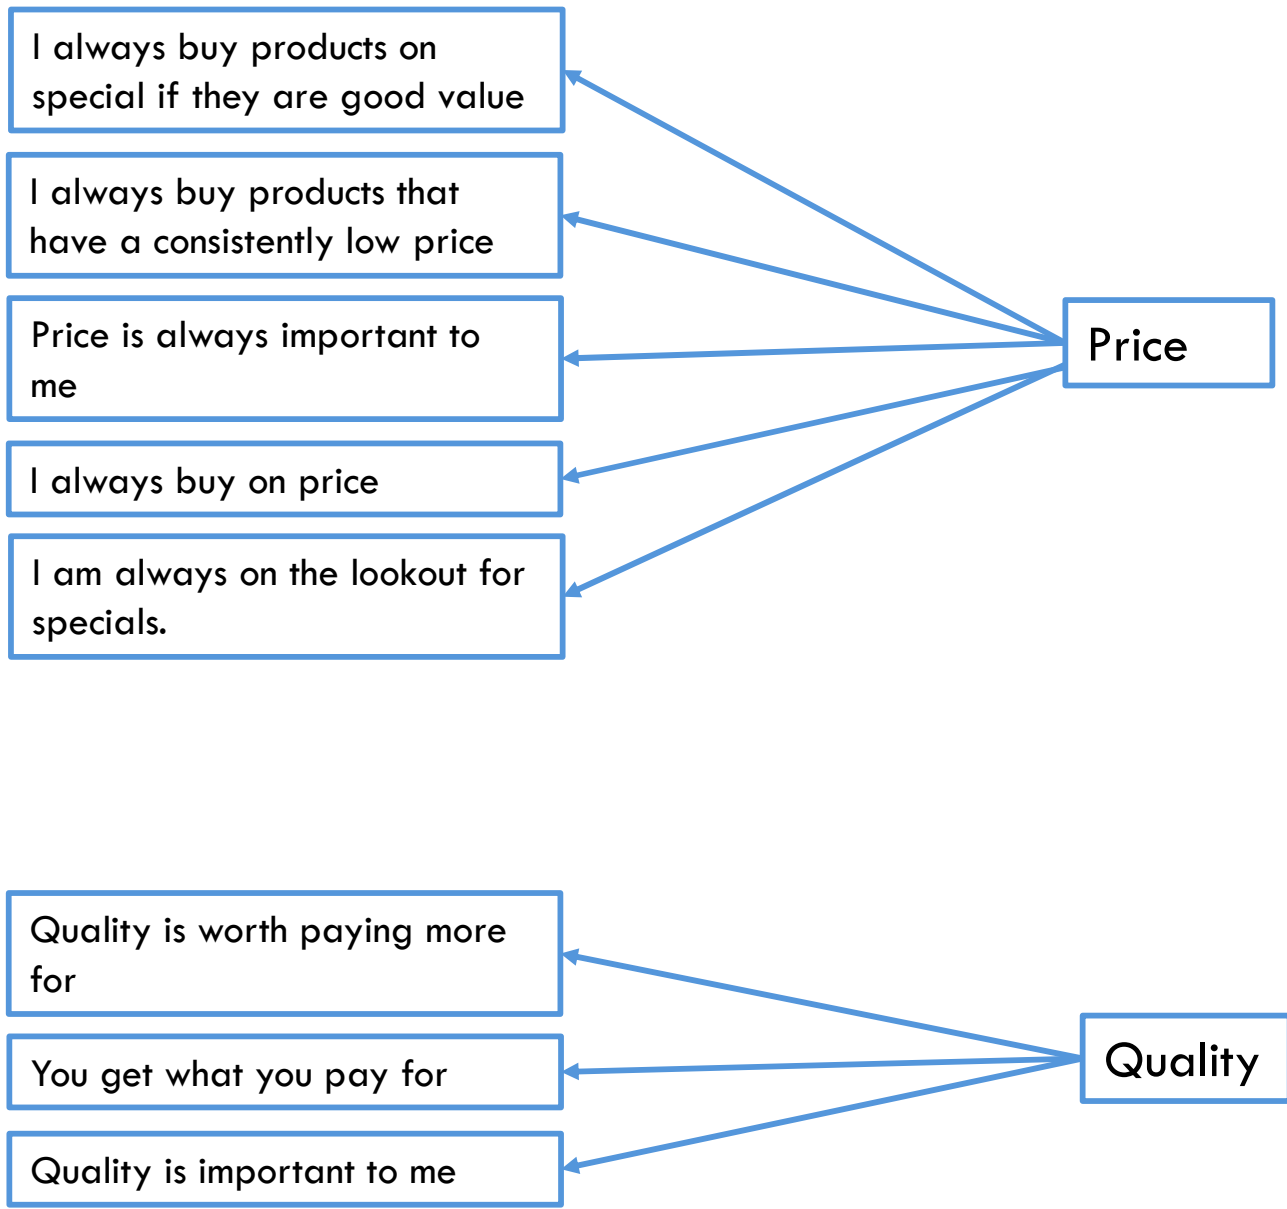 I always buy products on
special if they are good value
I always buy products that
have a consistently low price
Price is always important to
me
I always buy on price
I am always on the lookout for
specials.
Price
Quality is worth paying more
for
You get what you pay for
Quality is important to me
Quality